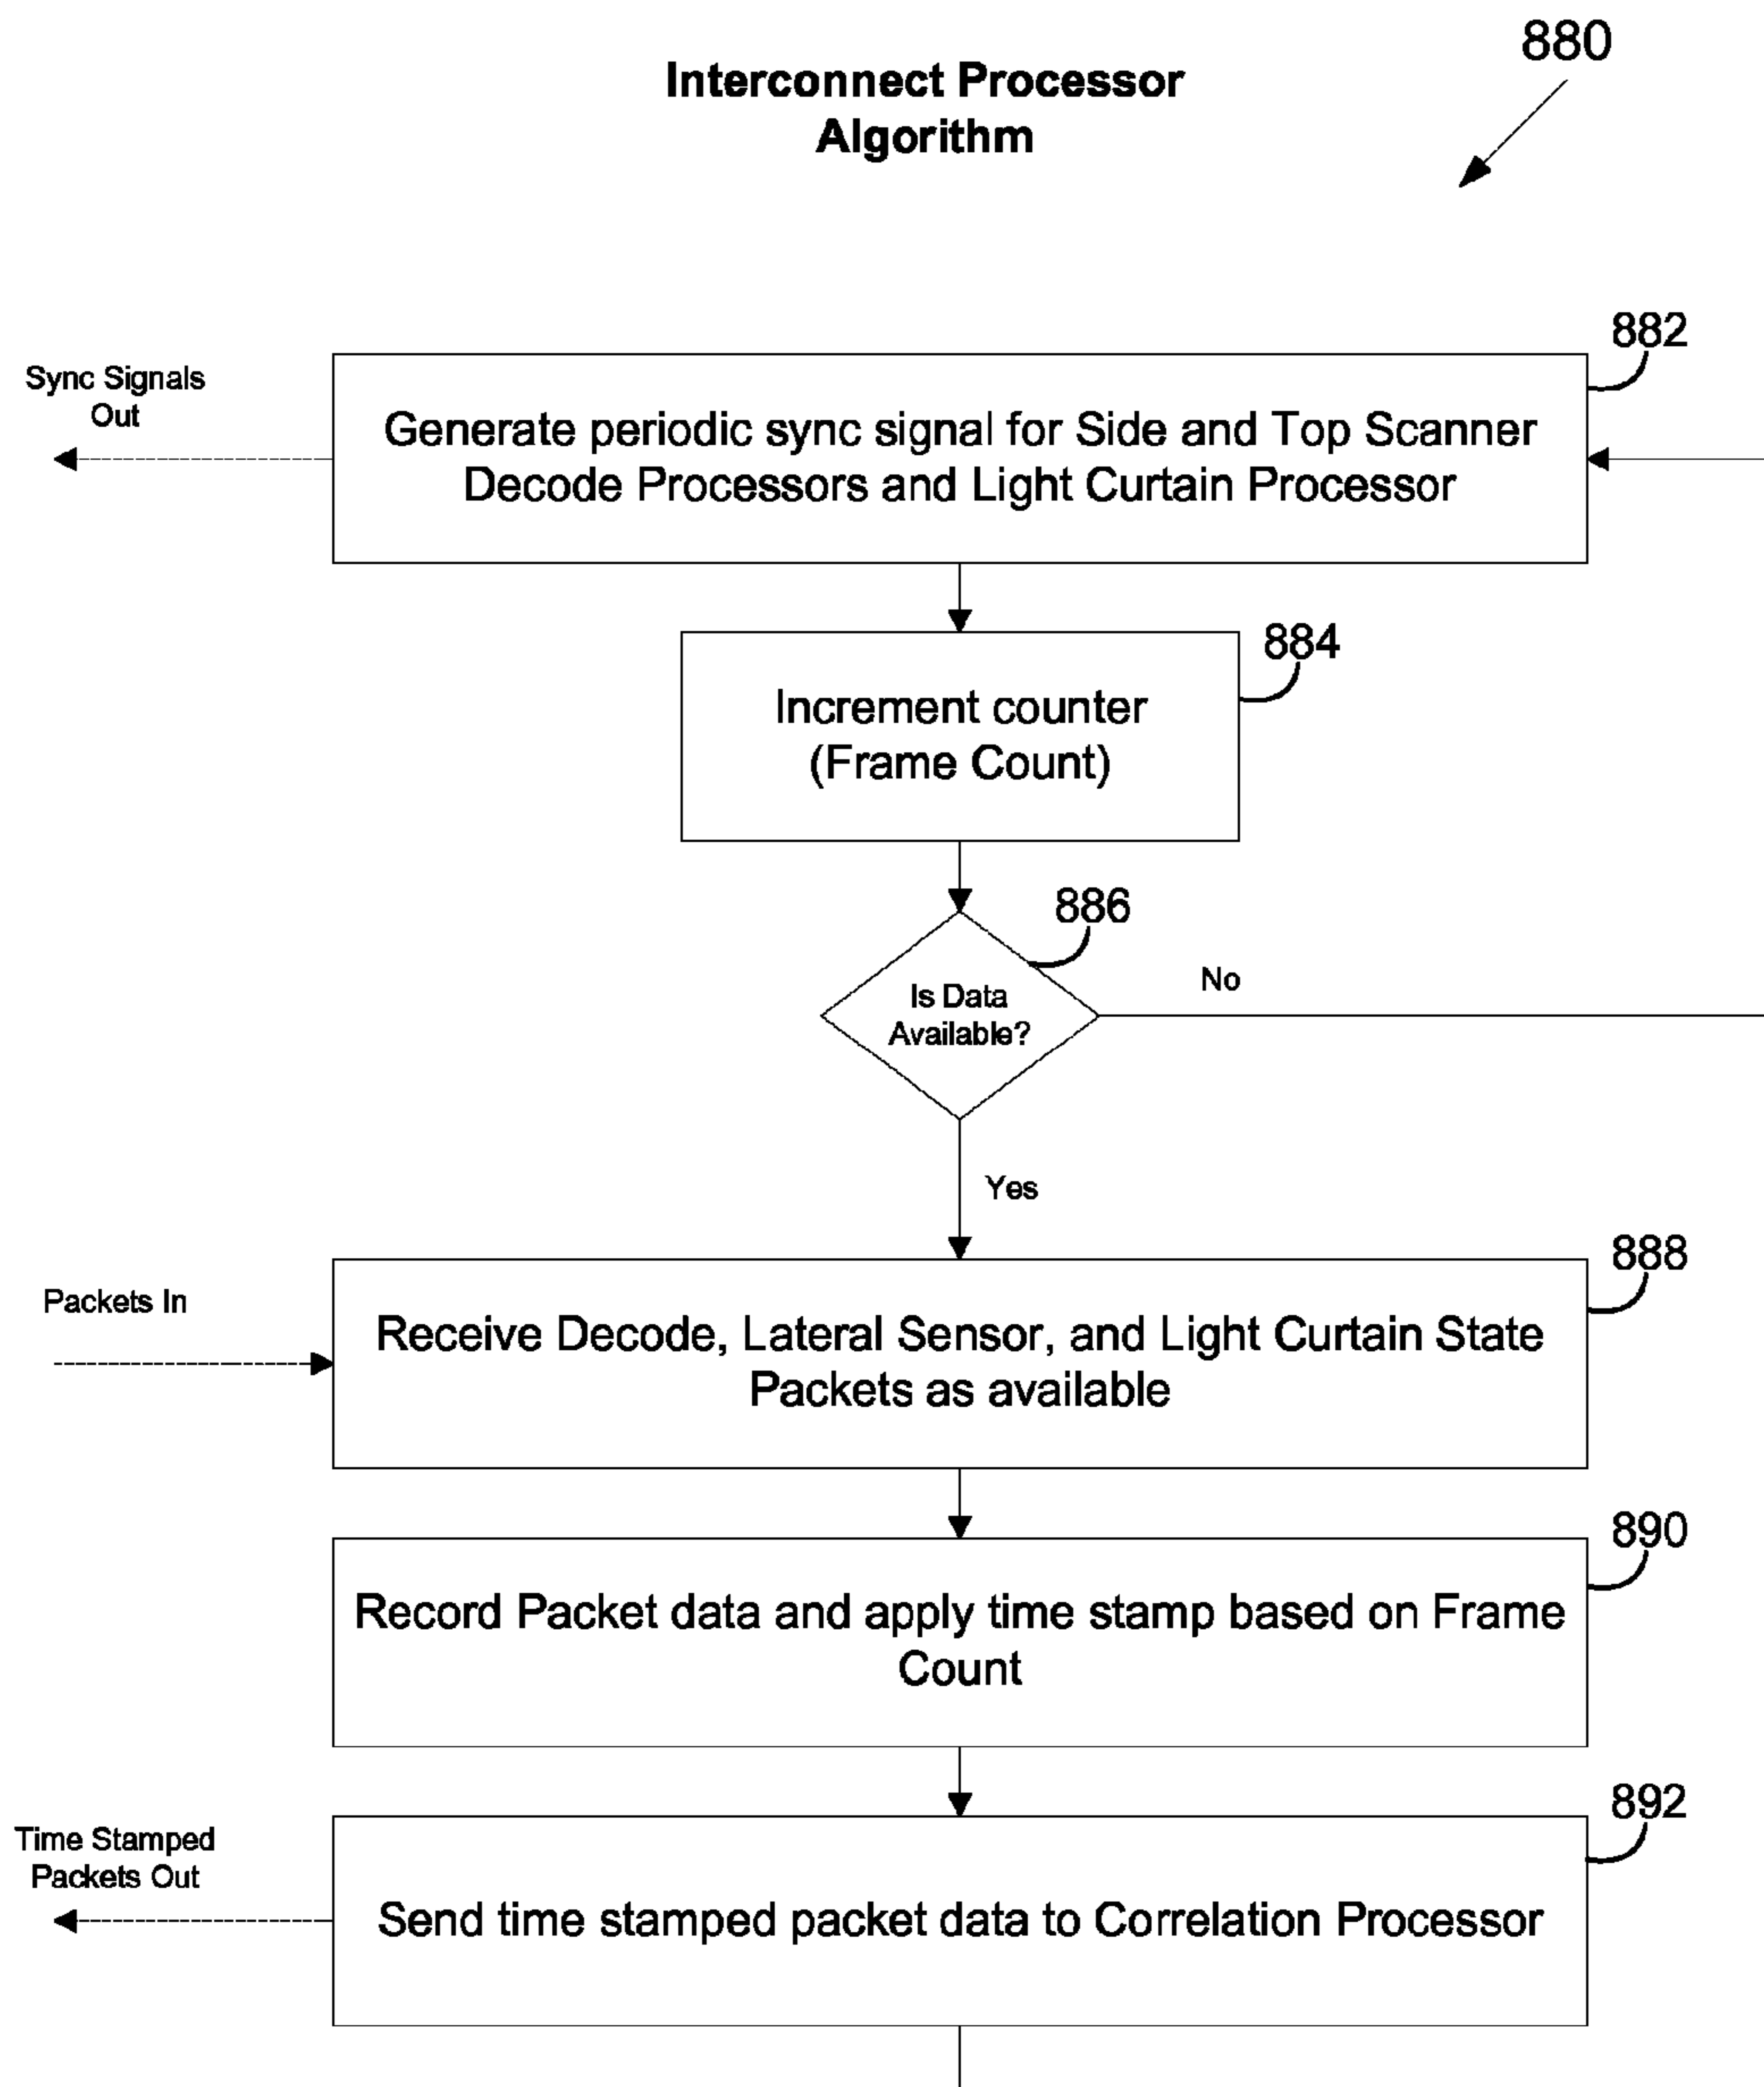 880
Interconnect Processor
Algorithm
882
Sync Signals
Out
Generate periodic sync signal for Side and Top Scanner
Decode Processors and Light Curtain Processor
884
Increment counter
(Frame Count)
886
Is Data
Available?
No
Yes
888
Packets In
Receive Decode, Lateral Sensor, and Light Curtain State
Packets as available
890
Record Packet data and apply time stamp based on Frame
Count
892
Time Stamped
Packets Out
Send time stamped packet data to Correlation Processor